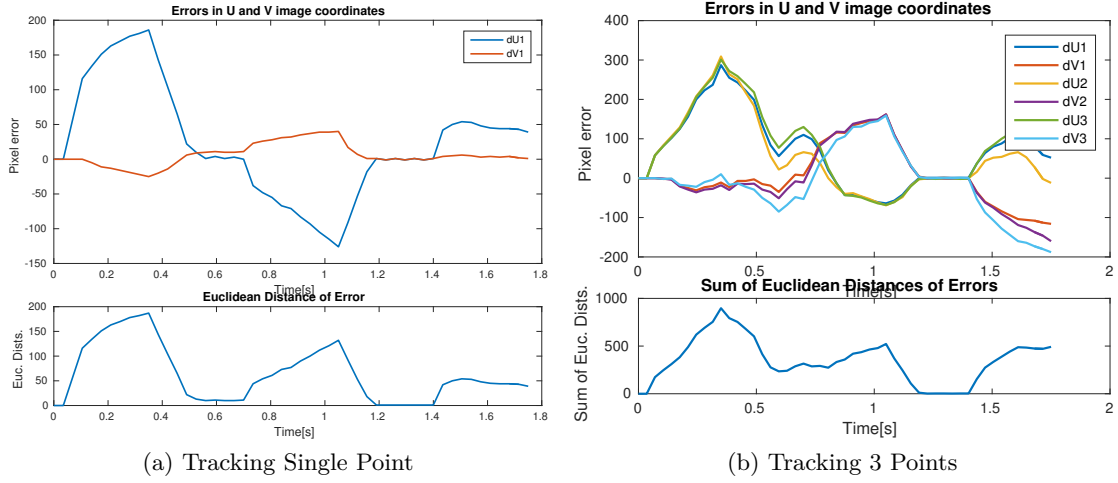 Errors in U and V image coordinates
200
150
100
50
0
-50
-100
-150
Pixel error
dU1
dV1
0 0.2 0.4 0.6 0.8 1 1.2 1.4 1.6 1.8
Time[s]
Euclidean Distance of Error
200
150
100
50
0
Euc. Dists.
0 0.2 0.4 0.6 0.8 1 1.2 1.4 1.6 1.8
Time[s]
(a) Tracking Single Point
Errors in U and V image coordinates
400
300
200
100
0
-100
-200
Pixel error
dU1
dV1
dU2
dV2
dU3
dV3
0 0.5 1 1.5 2
Time[s]
Sum of Euclidean Distances of Errors
1000
500
0
Sum of Euc. Dists.
0 0.5 1 1.5 2
Time[s]
(b) Tracking 3 Points